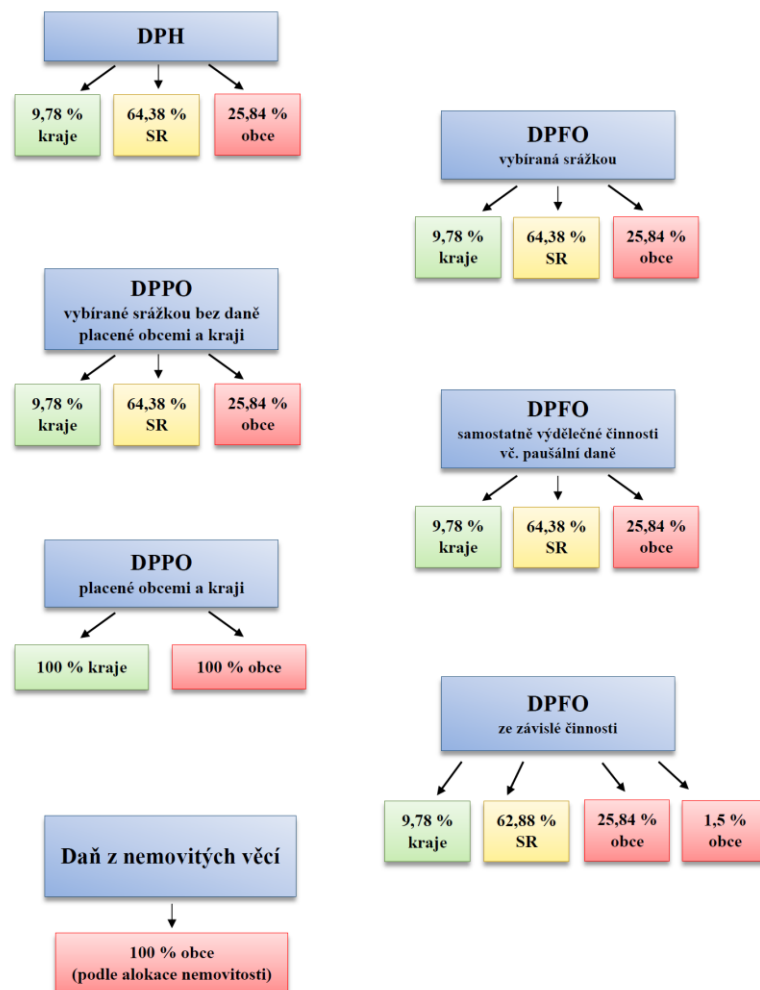 DPH
9,78 %
kraje
64,38 %
SR
25,84 %
obce
DPPO
vybírané srážkou bez daně
placené obcemi a kraji
9,78 %
kraje
64,38 %
SR
25,84 %
obce
DPPO
placené obcemi a kraji
100 % kraje
100 % obce
Daň z nemovitých věcí
100 % obce
(podle alokace nemovitosti)
DPFO
vybíraná srážkou
9,78 %
kraje
64,38 %
SR
25,84 %
obce
DPFO
samostatně výdělečné činnosti
vč. paušální daně
9,78 %
kraje
64,38 %
SR
25,84 %
obce
DPFO
ze závislé činnosti
9,78 %
kraje
62,88 %
SR
25,84 %
obce
1,5 %
obce